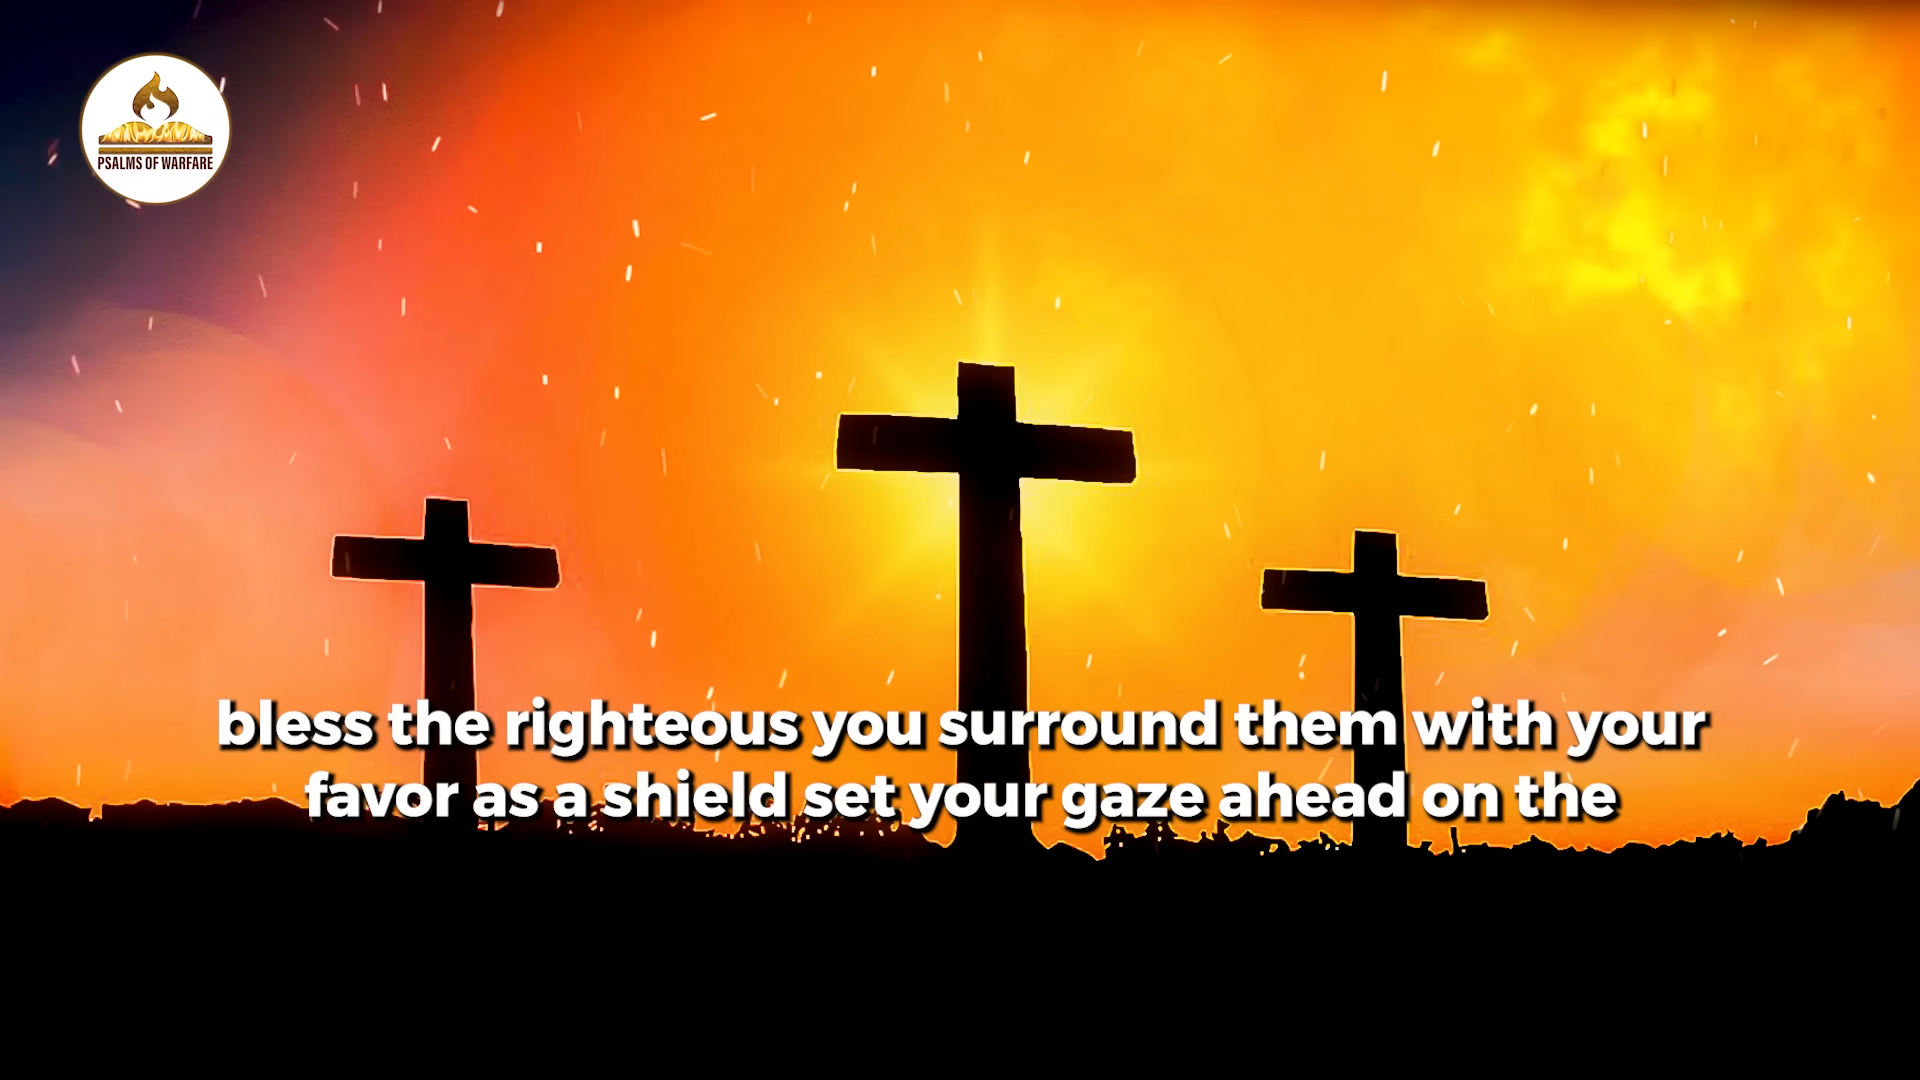 PSALMS OF WARFARE
bless the righteous you surround them with your
favor as a shield set your gaze ahead on the